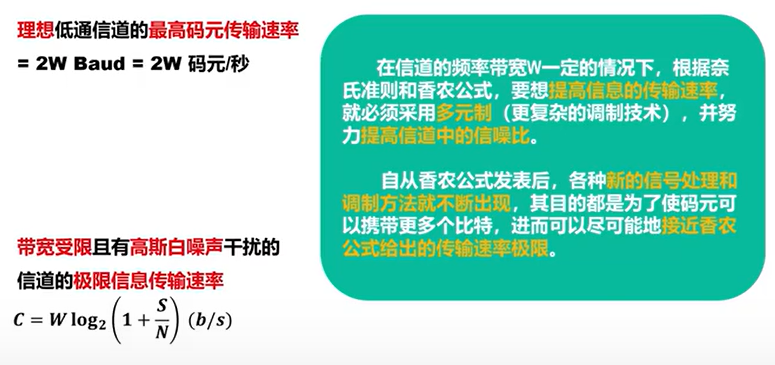 理想低通信道的最高码元传输速率
= 2W Baud = 2W 码元/秒
带宽受限且有高斯白噪声干扰的
信道的极限信息传输速率
C = W log₂ (1 + S/N) (b/s)
在信道的频率带宽W一定的情况下，根据奈
氏准则和香农公式，要想提高信息的传输速率，
就必须采用多元制（更复杂的调制技术），并努
力提高信道中的信噪比。
自从香农公式发表后，各种新的信号处理和
调制方法就不断出现，其目的都是为了使码元可
以携带更多个比特，进而可以尽可能地接近香农
公式给出的传输速率极限。